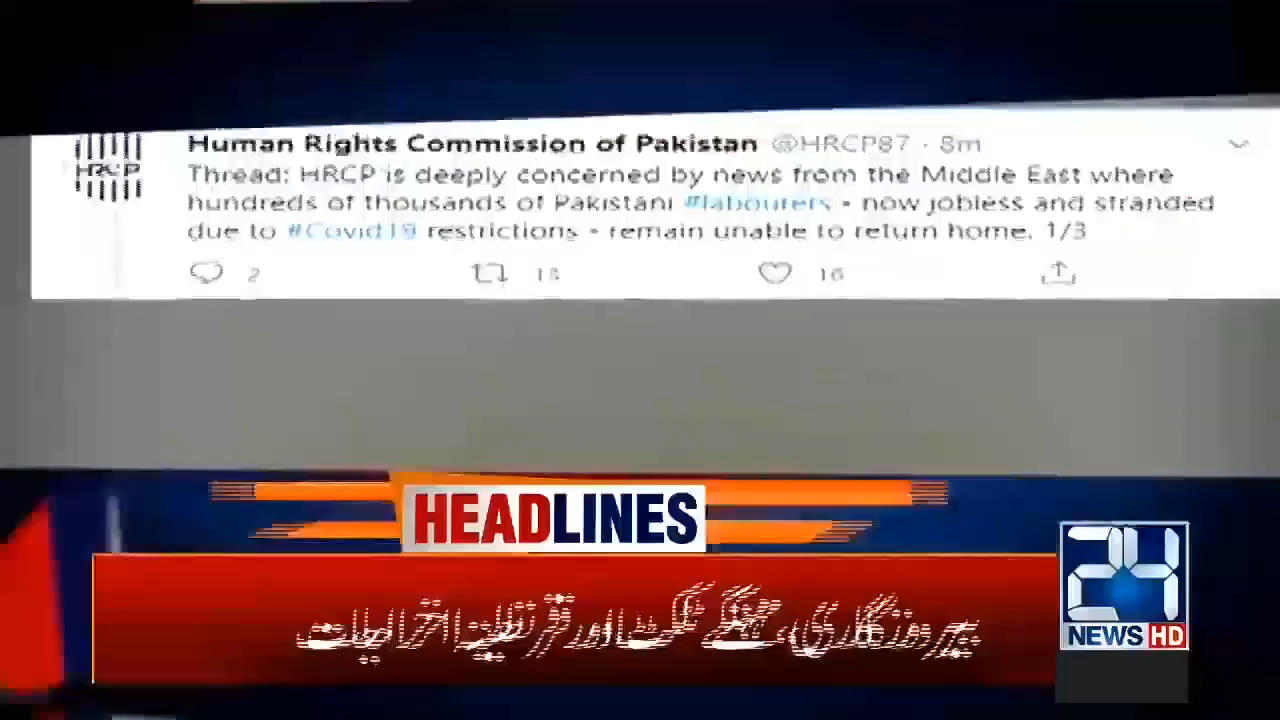 Human Rights Commission of Pakistan @HRCP87 · 8m
HRCP
Thread: HRCP is deeply concerned by news from the Middle East where
hundreds of thousands of Pakistani #labourers - now jobless and stranded
due to #Covid19 restrictions - remain unable to return home. 1/3
2 13 16
HEADLINES
بیروزگاری، مہنگے ٹکٹ اور قرنطینہ اخراجات
24
NEWS HD